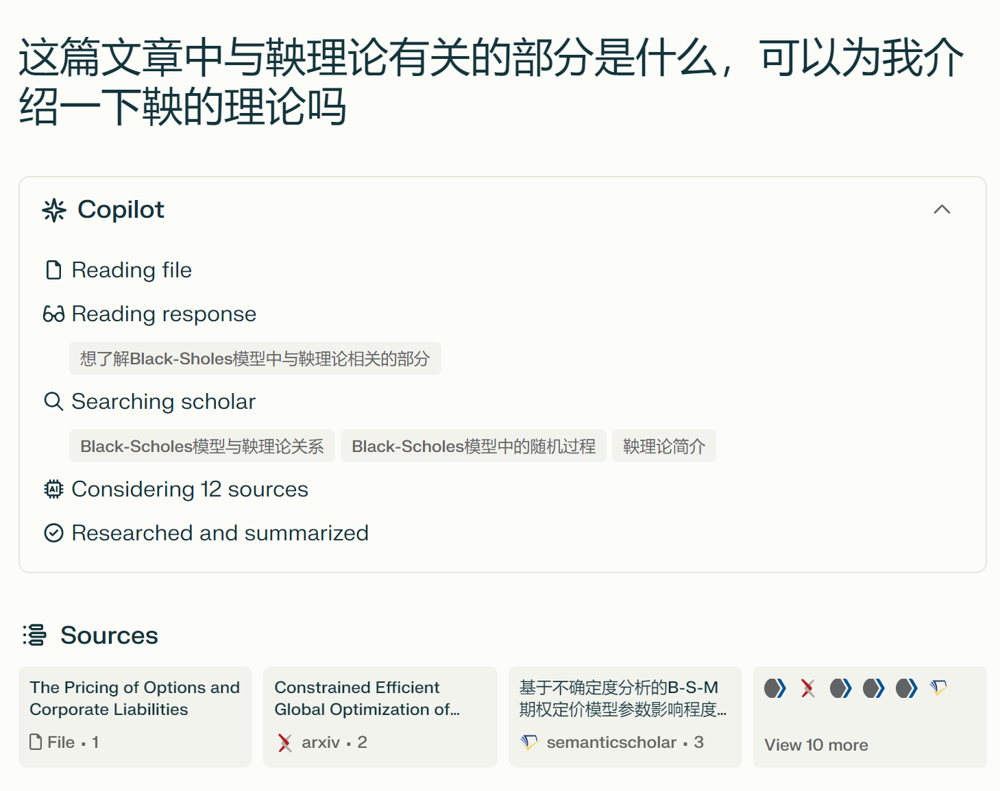 这篇文章中与鞅理论有关的部分是什么，可以为我介
绍一下鞅的理论吗
Copilot
Reading file
Reading response
想了解Black-Sholes模型中与鞅理论相关的部分
Searching scholar
Black-Scholes模型与鞅理论关系 Black-Scholes模型中的随机过程 鞅理论简介
AI Considering 12 sources
Researched and summarized
Sources
The Pricing of Options and
Corporate Liabilities
File · 1
Constrained Efficient
Global Optimization of...
arxiv · 2
基于不确定度分析的B-S-M
期权定价模型参数影响程度...
semanticscholar · 3
View 10 more